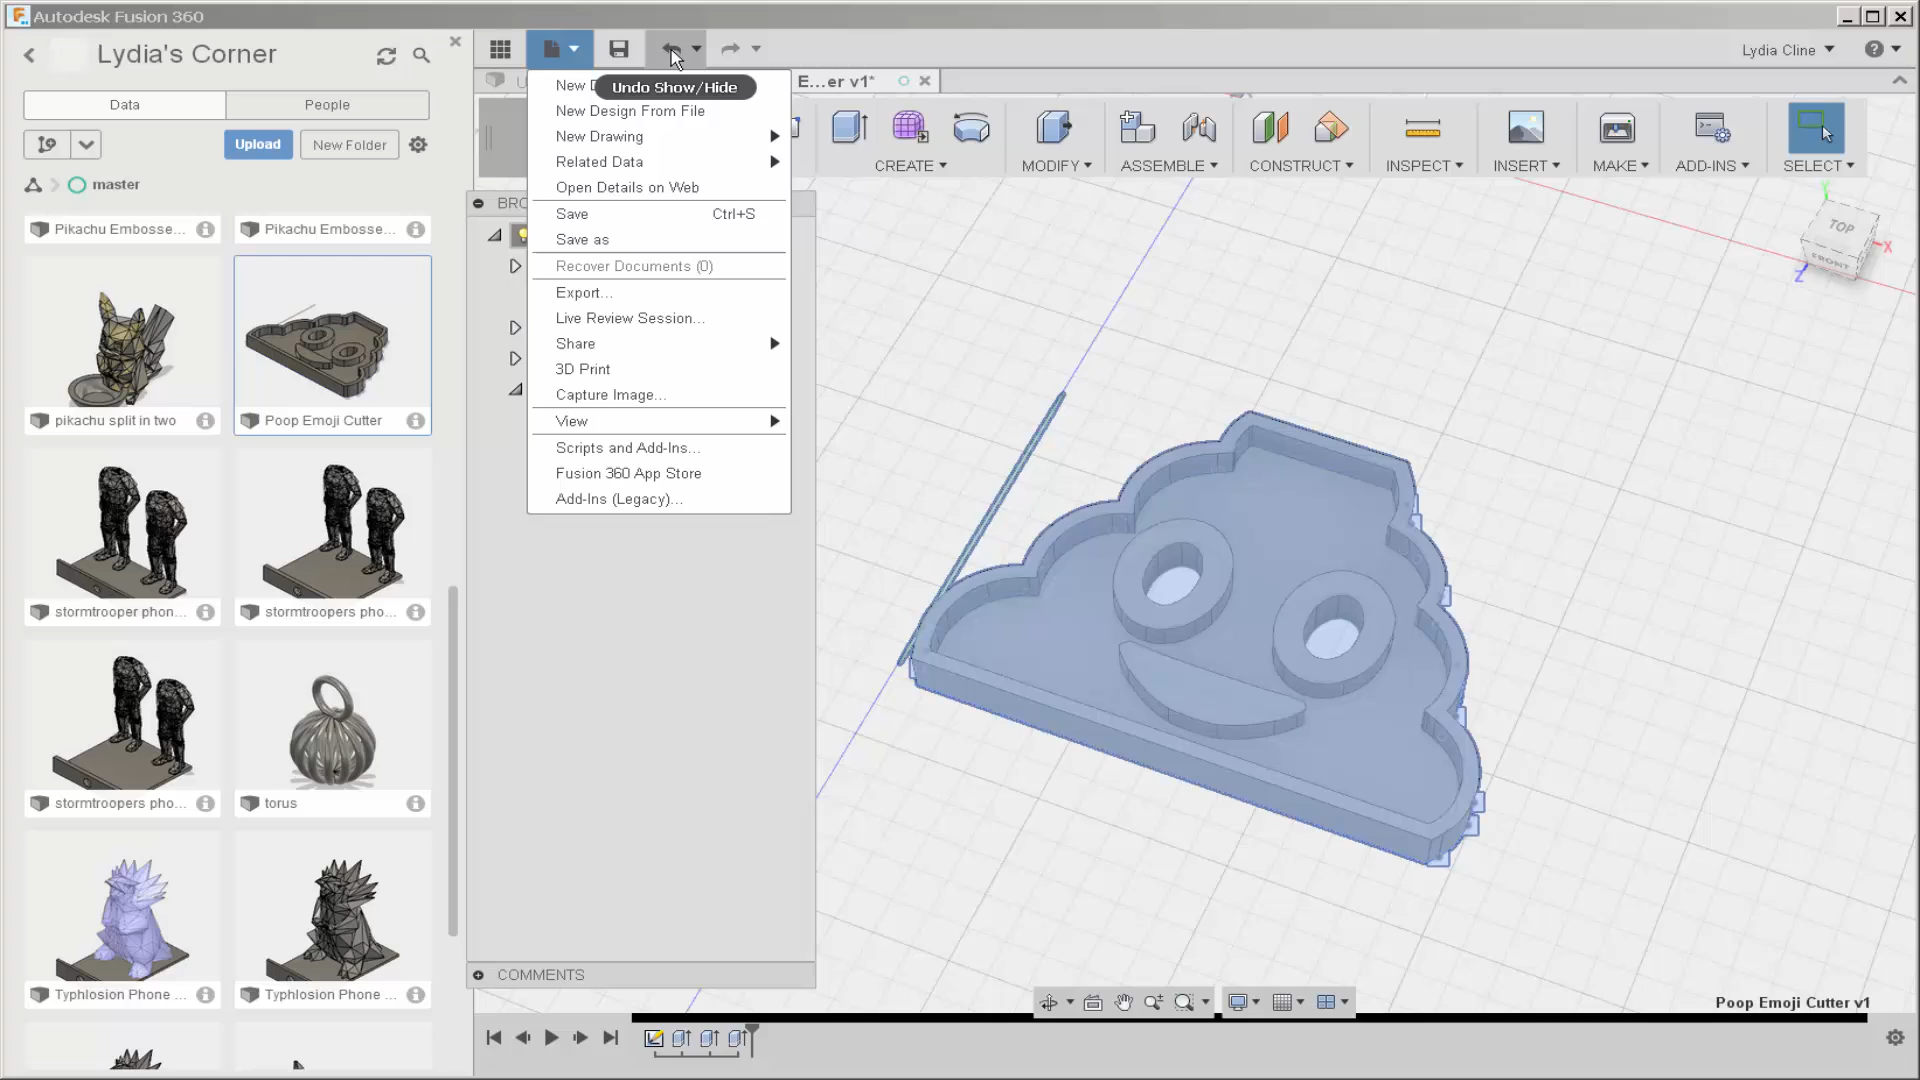 Autodesk Fusion 360
Lydia's Corner
Data
People
Upload
New Folder
master
Pikachu Embosse...
Pikachu Embosse...
pikachu split in two
Poop Emoji Cutter
stormtrooper phon...
stormtroopers pho...
stormtroopers pho...
torus
Typhlosion Phone ...
Typhlosion Phone ...
Lydia Cline
E...er v1*
Undo Show/Hide
New
New Design From File
New Drawing
Related Data
Open Details on Web
Save Ctrl+S
Save as
Recover Documents (0)
Export...
Live Review Session...
Share
3D Print
Capture Image...
View
Scripts and Add-Ins...
Fusion 360 App Store
Add-Ins (Legacy)...
CREATE
MODIFY
ASSEMBLE
CONSTRUCT
INSPECT
INSERT
MAKE
ADD-INS
SELECT
BRO
TOP
FRONT
X
Y
Z
COMMENTS
Poop Emoji Cutter v1